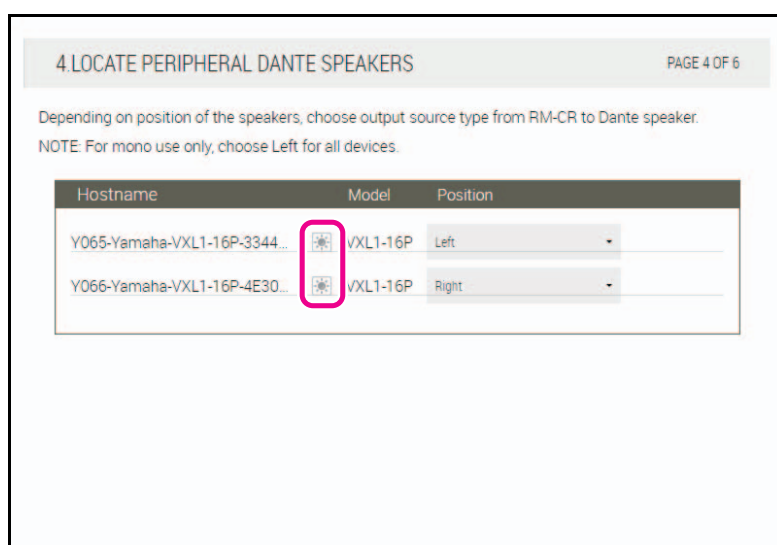 4.LOCATE PERIPHERAL DANTE SPEAKERS PAGE 4 OF 6
Depending on position of the speakers, choose output source type from RM-CR to Dante speaker.
NOTE: For mono use only, choose Left for all devices.
Hostname Model Position
Y065-Yamaha-VXL1-16P-3344... VXL1-16P Left
Y066-Yamaha-VXL1-16P-4E30... VXL1-16P Right